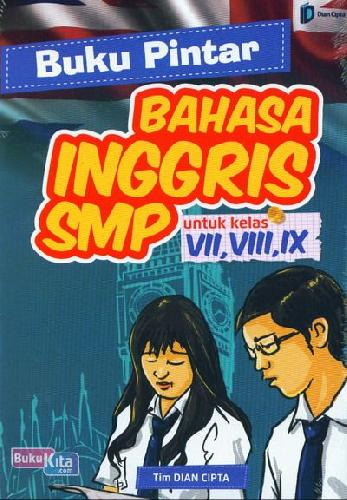 Dian Cipta
Buku Pintar
BAHASA
INGGRIS
SMP
untuk kelas
VII, VIII, IX
Tim DIAN CIPTA
BukuKita
.com